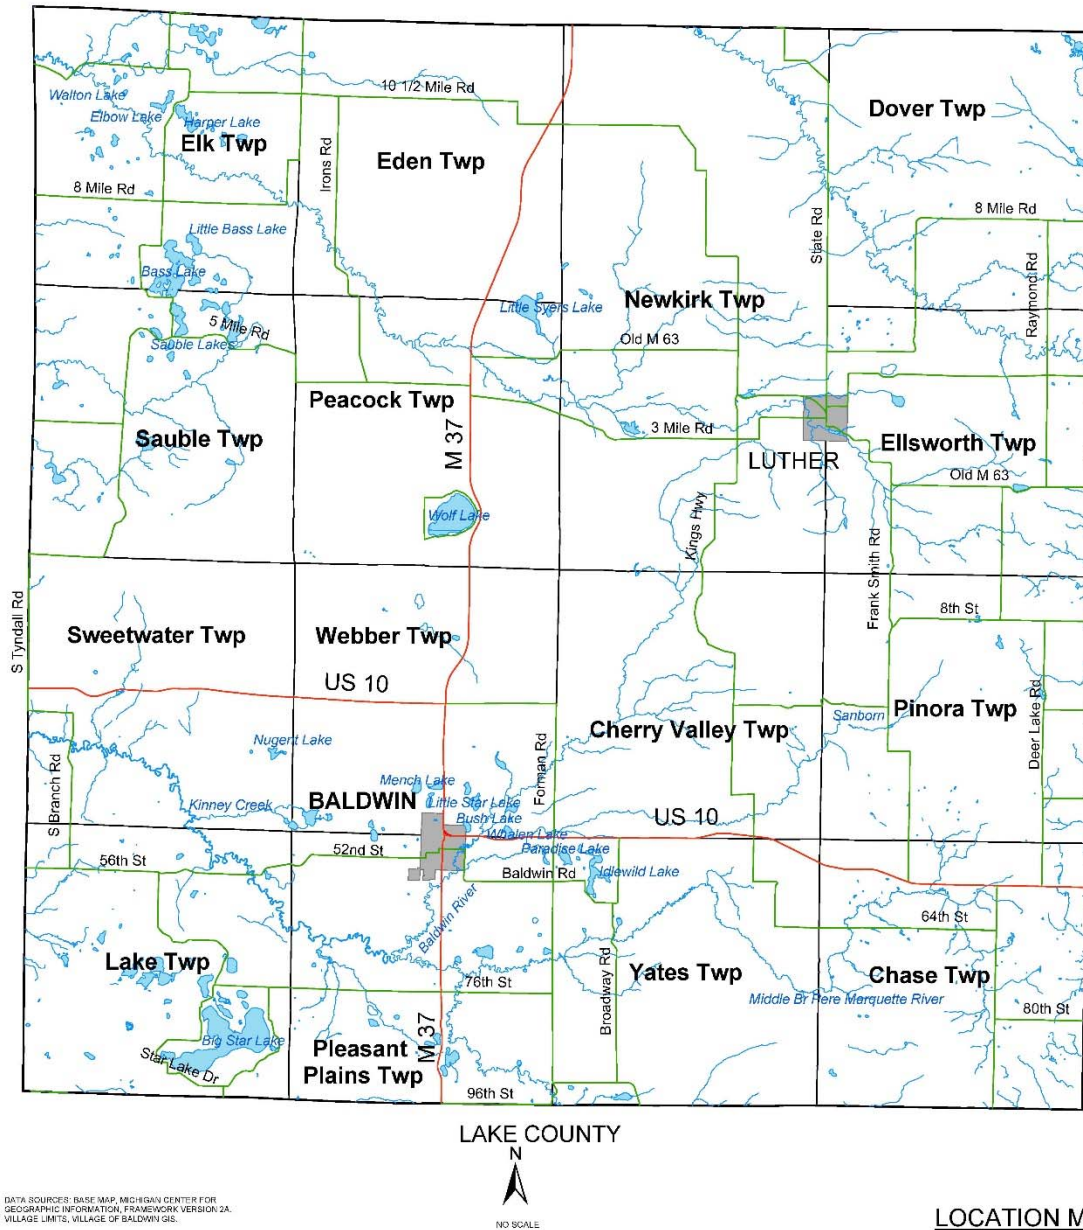 10 1/2 Mile Rd
Walton Lake
Dover Twp
Elbow Lake
Harper Lake
Elk Twp
Eden Twp
Irons Rd
8 Mile Rd
8 Mile Rd
State Rd
Little Bass Lake
Bass Lake
Raymond Rd
Newkirk Twp
Little Syers Lake
5 Mile Rd
Old M 63
Sauble Lakes
Peacock Twp
3 Mile Rd
Sauble Twp
M 37
Ellsworth Twp
LUTHER
Old M 63
Wolf Lake
Kings Hwy
Frank Smith Rd
8th St
S Tyndall Rd
Sweetwater Twp
Webber Twp
US 10
Pinora Twp
Sanborn
Deer Lake Rd
Cherry Valley Twp
Nugent Lake
Forman Rd
S Branch Rd
Mench Lake
Kinney Creek
BALDWIN
Little Star Lake
Bush Lake
US 10
Whalen Lake
52nd St
Paradise Lake
56th St
Baldwin Rd
Idlewild Lake
64th St
Baldwin River
Lake Twp
Broadway Rd
Yates Twp
Chase Twp
76th St
Middle Br Pere Marquette River
80th St
Big Star Lake
M 37
Pleasant
Plains Twp
Star Lake Dr
96th St
LAKE COUNTY
N
DATA SOURCES: BASE MAP, MICHIGAN CENTER FOR
GEOGRAPHIC INFORMATION, FRAMEWORK VERSION 2A.
VILLAGE LIMITS, VILLAGE OF BALDWIN GIS.
NO SCALE
LOCATION M